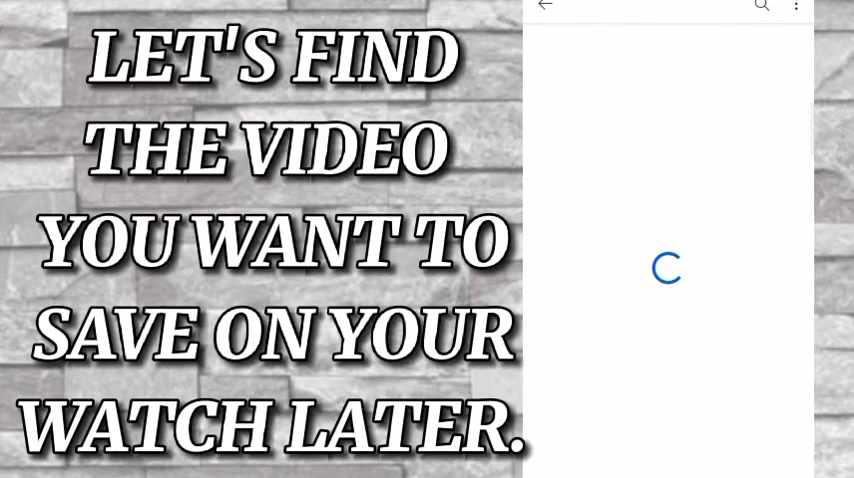 LET'S FIND
THE VIDEO
YOU WANT TO
SAVE ON YOUR
WATCH LATER.